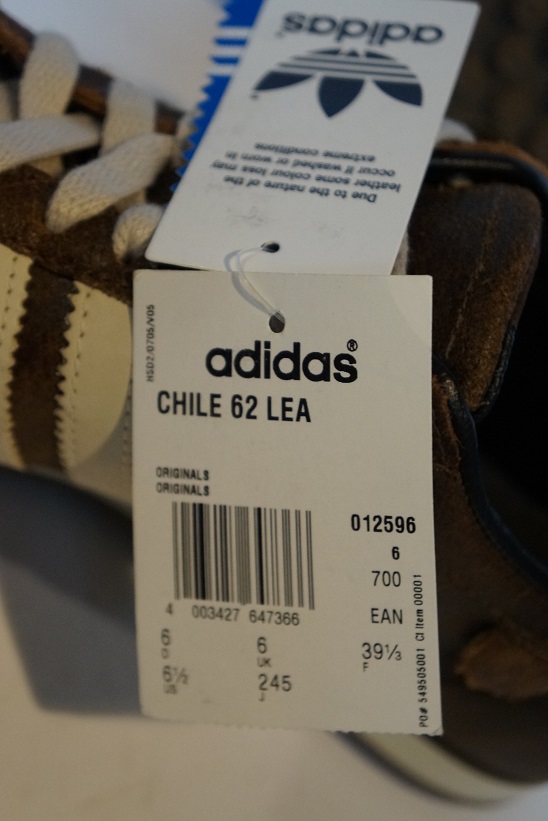 adidas®
Due to the nature of the
leather some colour loss may
occur if washed or worn in
extreme conditions
HSD2/0705/V05
adidas®
CHILE 62 LEA
ORIGINALS
ORIGINALS
012596
6
700
4 003427 647366
EAN
6 6 39⅓
D UK F
6½ 245
US J
PO# 549505001 CI Item 00001